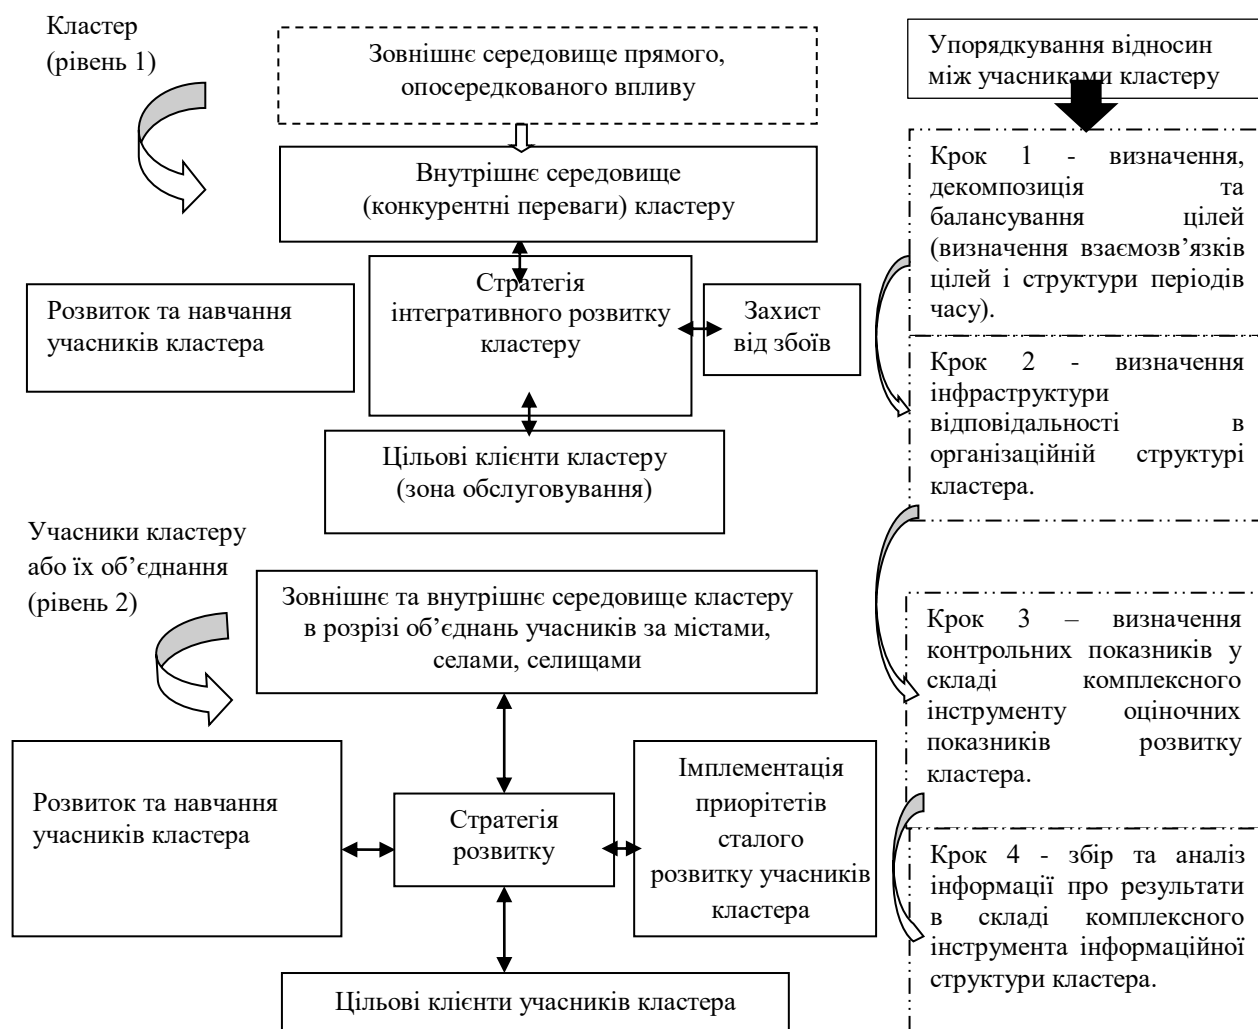 Кластер
(рівень 1)
Зовнішнє середовище прямого,
опосередкованого впливу
Упорядкування відносин
між учасниками кластеру
Внутрішнє середовище
(конкурентні переваги) кластеру
Крок 1 - визначення,
декомпозиція та
балансування цілей
(визначення взаємозв’язків
цілей і структури періодів
часу).
Розвиток та навчання
учасників кластера
Стратегія
інтегративного розвитку
кластеру
Захист
від збоїв
Крок 2 - визначення
інфраструктури
відповідальності в
організаційній структурі
кластера.
Цільові клієнти кластеру
(зона обслуговування)
Учасники кластеру
або їх об’єднання
(рівень 2)
Зовнішнє та внутрішнє середовище кластеру
в розрізі об’єднань учасників за містами,
селами, селищами
Крок 3 – визначення
контрольних показників у
складі комплексного
інструменту оціночних
показників розвитку
кластера.
Розвиток та навчання
учасників кластера
Стратегія
розвитку
Імплементація
приорітетів
сталого
розвитку учасників
кластера
Крок 4 - збір та аналіз
інформації про результати
в складі комплексного
інструмента інформаційної
структури кластера.
Цільові клієнти учасників кластера